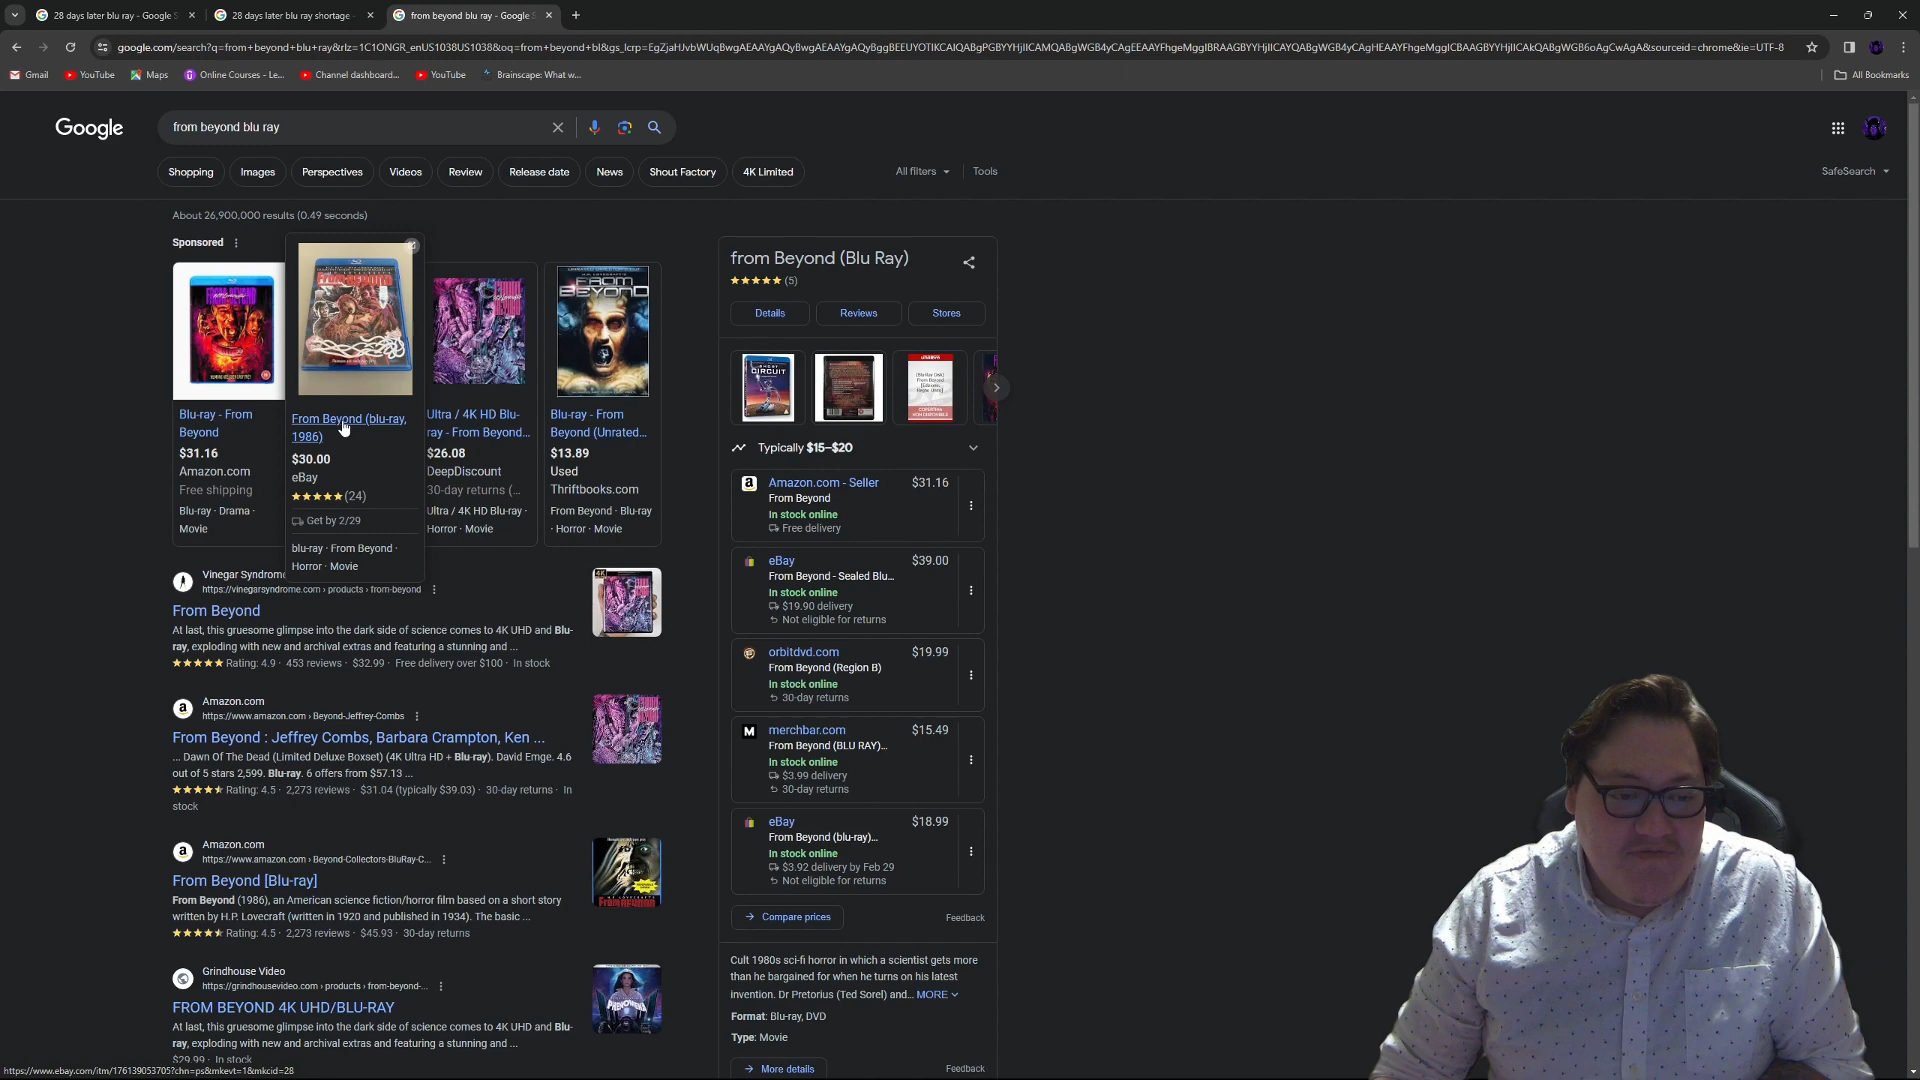 28 days later blu ray - Google S
28 days later blu ray shortage -
from beyond blu ray - Google S
google.com/search?q=from+beyond+blu+ray&rlz=1C1ONGR_enUS1038US1038&oq=from+beyond+bl&gs_lcrp=
Gmail
YouTube
Maps
Online Courses - Le...
Channel dashboard...
YouTube
Brainscape: What w...
All Bookmarks
Google
from beyond blu ray
Shopping
Images
Perspectives
Videos
Review
Release date
News
Shout Factory
4K Limited
All filters
Tools
SafeSearch
About 26,900,000 results (0.49 seconds)
Sponsored
Blu-ray - From
Beyond
$31.16
Amazon.com
Free shipping
Blu-ray · Drama ·
Movie
From Beyond (blu-ray,
1986)
$30.00
eBay
(24)
Get by 2/29
blu-ray · From Beyond ·
Horror · Movie
Ultra / 4K HD Blu-
ray - From Beyond...
$26.08
DeepDiscount
30-day returns (...
Ultra / 4K HD Blu-ray ·
Horror · Movie
FROM
BEYOND
Blu-ray - From
Beyond (Unrated...
$13.89
Used
Thriftbooks.com
From Beyond · Blu-ray
· Horror · Movie
Vinegar Syndrome
https://vinegarsyndrome.com › products › from-beyond
From Beyond
At last, this gruesome glimpse into the dark side of science comes to 4K UHD and Blu-
ray, exploding with new and archival extras and featuring a stunning and ...
Rating: 4.9 · 453 reviews · $32.99 · Free delivery over $100 · In stock
Amazon.com
https://www.amazon.com › Beyond-Jeffrey-Combs
From Beyond : Jeffrey Combs, Barbara Crampton, Ken ...
... Dawn Of The Dead (Limited Deluxe Boxset) (4K Ultra HD + Blu-ray). David Emge. 4.6
out of 5 stars 2,599. Blu-ray. 6 offers from $57.13 ...
Rating: 4.5 · 2,273 reviews · $31.04 (typically $39.03) · 30-day returns · In
stock
Amazon.com
https://www.amazon.com › Beyond-Collectors-BluRay-C...
From Beyond [Blu-ray]
From Beyond (1986), an American science fiction/horror film based on a short story
written by H.P. Lovecraft (written in 1920 and published in 1934). The basic ...
Rating: 4.5 · 2,273 reviews · $45.93 · 30-day returns
Grindhouse Video
https://grindhousevideo.com › products › from-beyond-...
FROM BEYOND 4K UHD/BLU-RAY
At last, this gruesome glimpse into the dark side of science comes to 4K UHD and Blu-
ray, exploding with new and archival extras and featuring a stunning and ...
$29.99 · In stock
from Beyond (Blu Ray)
(5)
Details
Reviews
Stores
Typically $15–$20
Amazon.com - Seller
$31.16
From Beyond
In stock online
Free delivery
eBay
$39.00
From Beyond - Sealed Blu...
In stock online
$19.90 delivery
Not eligible for returns
orbitdvd.com
$19.99
From Beyond (Region B)
In stock online
30-day returns
merchbar.com
$15.49
From Beyond (BLU RAY)...
In stock online
$3.99 delivery
30-day returns
eBay
$18.99
From Beyond (blu-ray)...
In stock online
$3.92 delivery by Feb 29
Not eligible for returns
Compare prices
Feedback
Cult 1980s sci-fi horror in which a scientist gets more
than he bargained for when he turns on his latest
invention. Dr Pretorius (Ted Sorel) and... MORE
Format: Blu-ray, DVD
Type: Movie
More details
Feedback
https://www.ebay.com/itm/176139053705?chn=ps&mkevt=1&mkcid=28